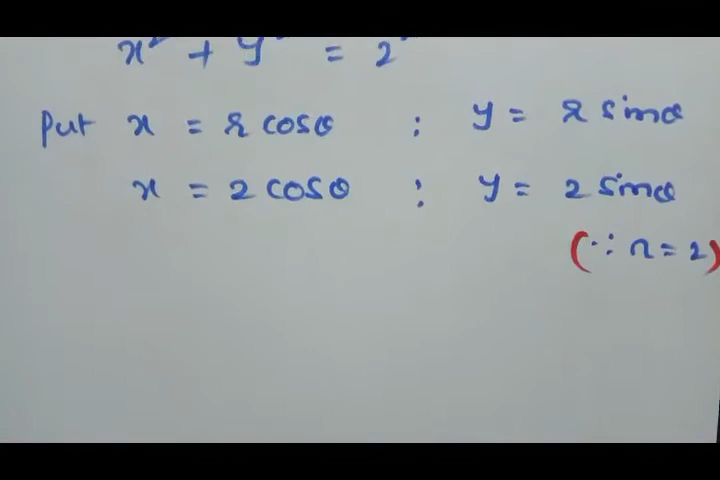 x² + y² = 2²
Put x = r cosθ : y = r sinθ
x = 2 cosθ : y = 2 sinθ
(∵ r = 2)